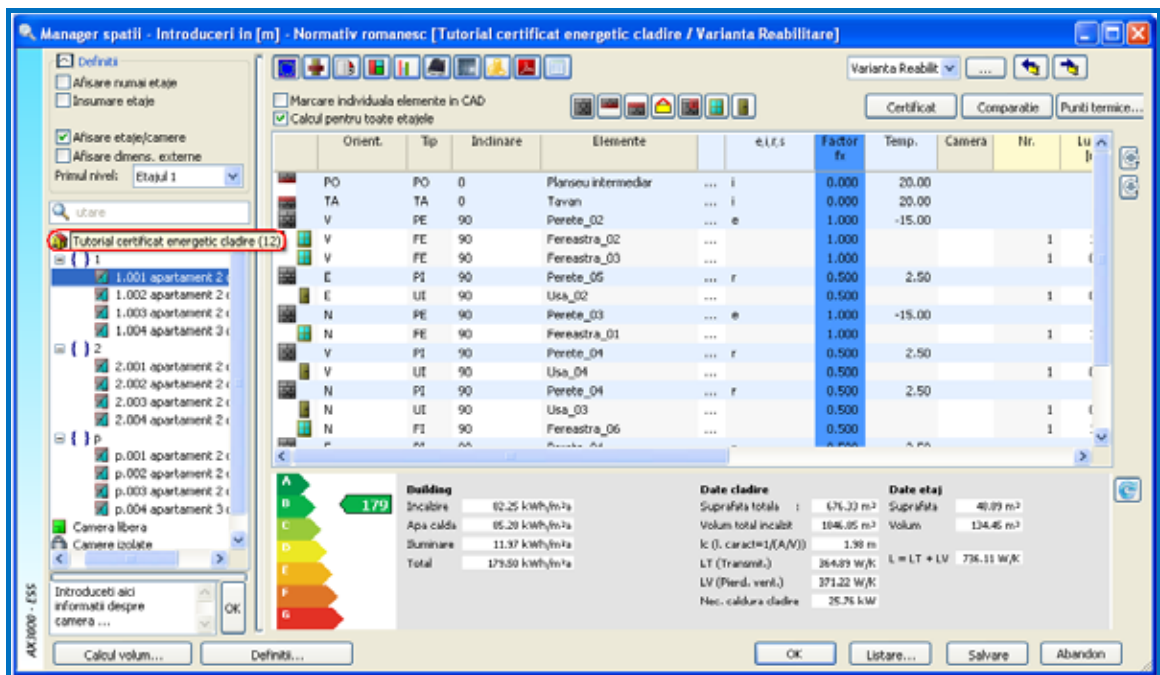 Manager spatii - Introduceri in [m] - Normativ romanesc [Tutorial certificat energetic cladire / Varianta Reabilitare]
Definitii
Afisare numai etaje
Insumare etaje
Afisare etaje/camere
Afisare dimens. externe
Primul nivel: Etajul 1
utare
Tutorial certificat energetic cladire (12)
1
1.001 apartament 2
1.002 apartament 2
1.003 apartament 2
1.004 apartament 3
2
2.001 apartament 2
2.002 apartament 2
2.003 apartament 2
2.004 apartament 2
p
p.001 apartament 2
p.002 apartament 2
p.003 apartament 2
p.004 apartament 3
Camera libera
Camere izolate
Introduceti aici
informatii despre
camera ...
OK
AX3000 - ESS
Calcul volum...
Definitii...
Varianta Reabilit
...
Marcare individuala elemente in CAD
Calcul pentru toate etajele
Certificat
Comparatie
Punti termice...
Orient. Tip Inclinare Elemente e,i,r,s Factor fx Temp. Camera Nr. Lu
PO PO 0 Planseu intermediar ... i 0.000 20.00
TA TA 0 Tavan ... i 0.000 20.00
V PE 90 Perete_02 ... e 1.000 -15.00
V FE 90 Fereastra_02 ... 1.000 1
V FE 90 Fereastra_03 ... 1.000 1
E PI 90 Perete_05 ... r 0.500 2.50
E UI 90 Usa_02 ... 0.500 1
N PE 90 Perete_03 ... e 1.000 -15.00
N FE 90 Fereastra_01 ... 1.000 1
V PI 90 Perete_04 ... r 0.500 2.50
V UI 90 Usa_04 ... 0.500 1
N PI 90 Perete_04 ... r 0.500 2.50
N UI 90 Usa_03 ... 0.500 1
N FI 90 Fereastra_06 ... 0.500 1
A
B
C
D
E
F
G
179
Building
Incalzire 82.25 kWh/m²a
Apa calda 85.28 kWh/m²a
Iluminare 11.97 kWh/m²a
Total 179.50 kWh/m²a
Date cladire
Suprafata totala : 676.33 m²
Volum total incalzit 1046.85 m²
lc (l. caract=1/(A/V)) 1.98 m
LT (Transmit.) 364.89 W/K
LV (Pierd. vent.) 371.22 W/K
Nec. caldura cladire 25.76 kW
Date etaj
Suprafata 48.89 m²
Volum 134.45 m²
L = LT + LV 736.11 W/K
OK
Listare...
Salvare
Abandon